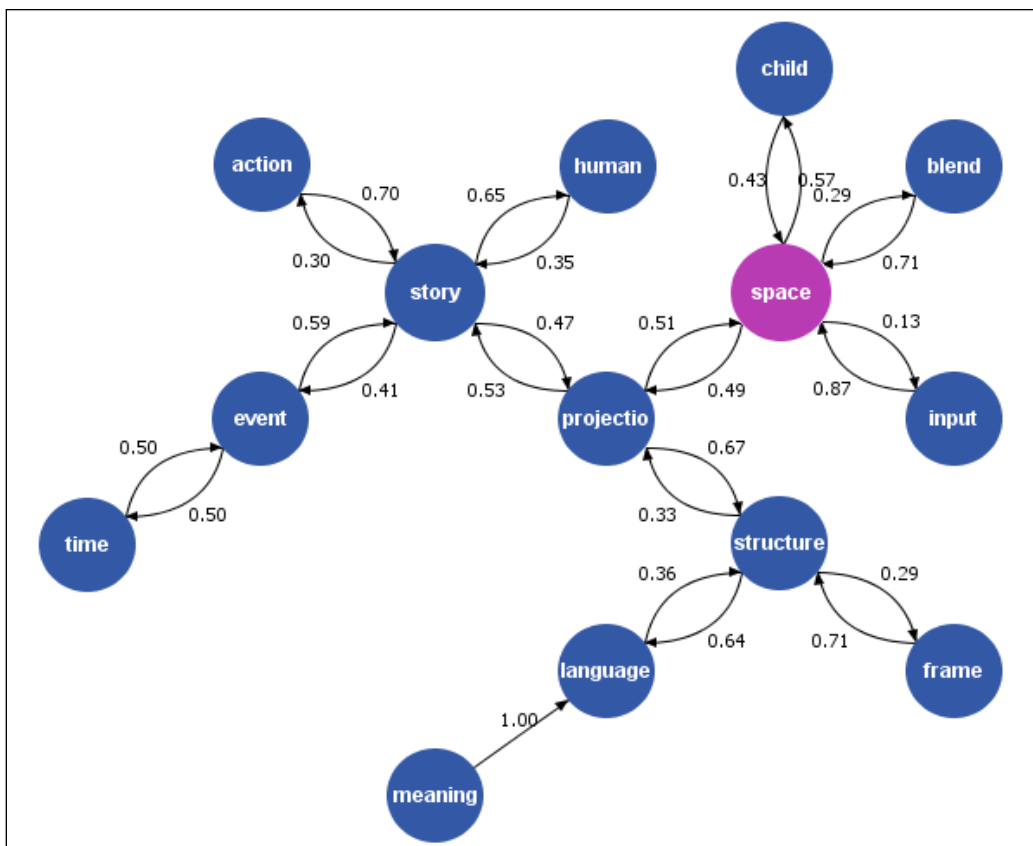 child
action
human
blend
0.70
0.65
0.43
0.57
0.29
0.30
0.35
0.71
story
space
0.59
0.47
0.51
0.13
0.41
0.53
0.49
0.87
event
projectio
input
0.50
0.67
0.50
0.33
time
structure
0.36
0.29
0.64
0.71
language
frame
1.00
meaning